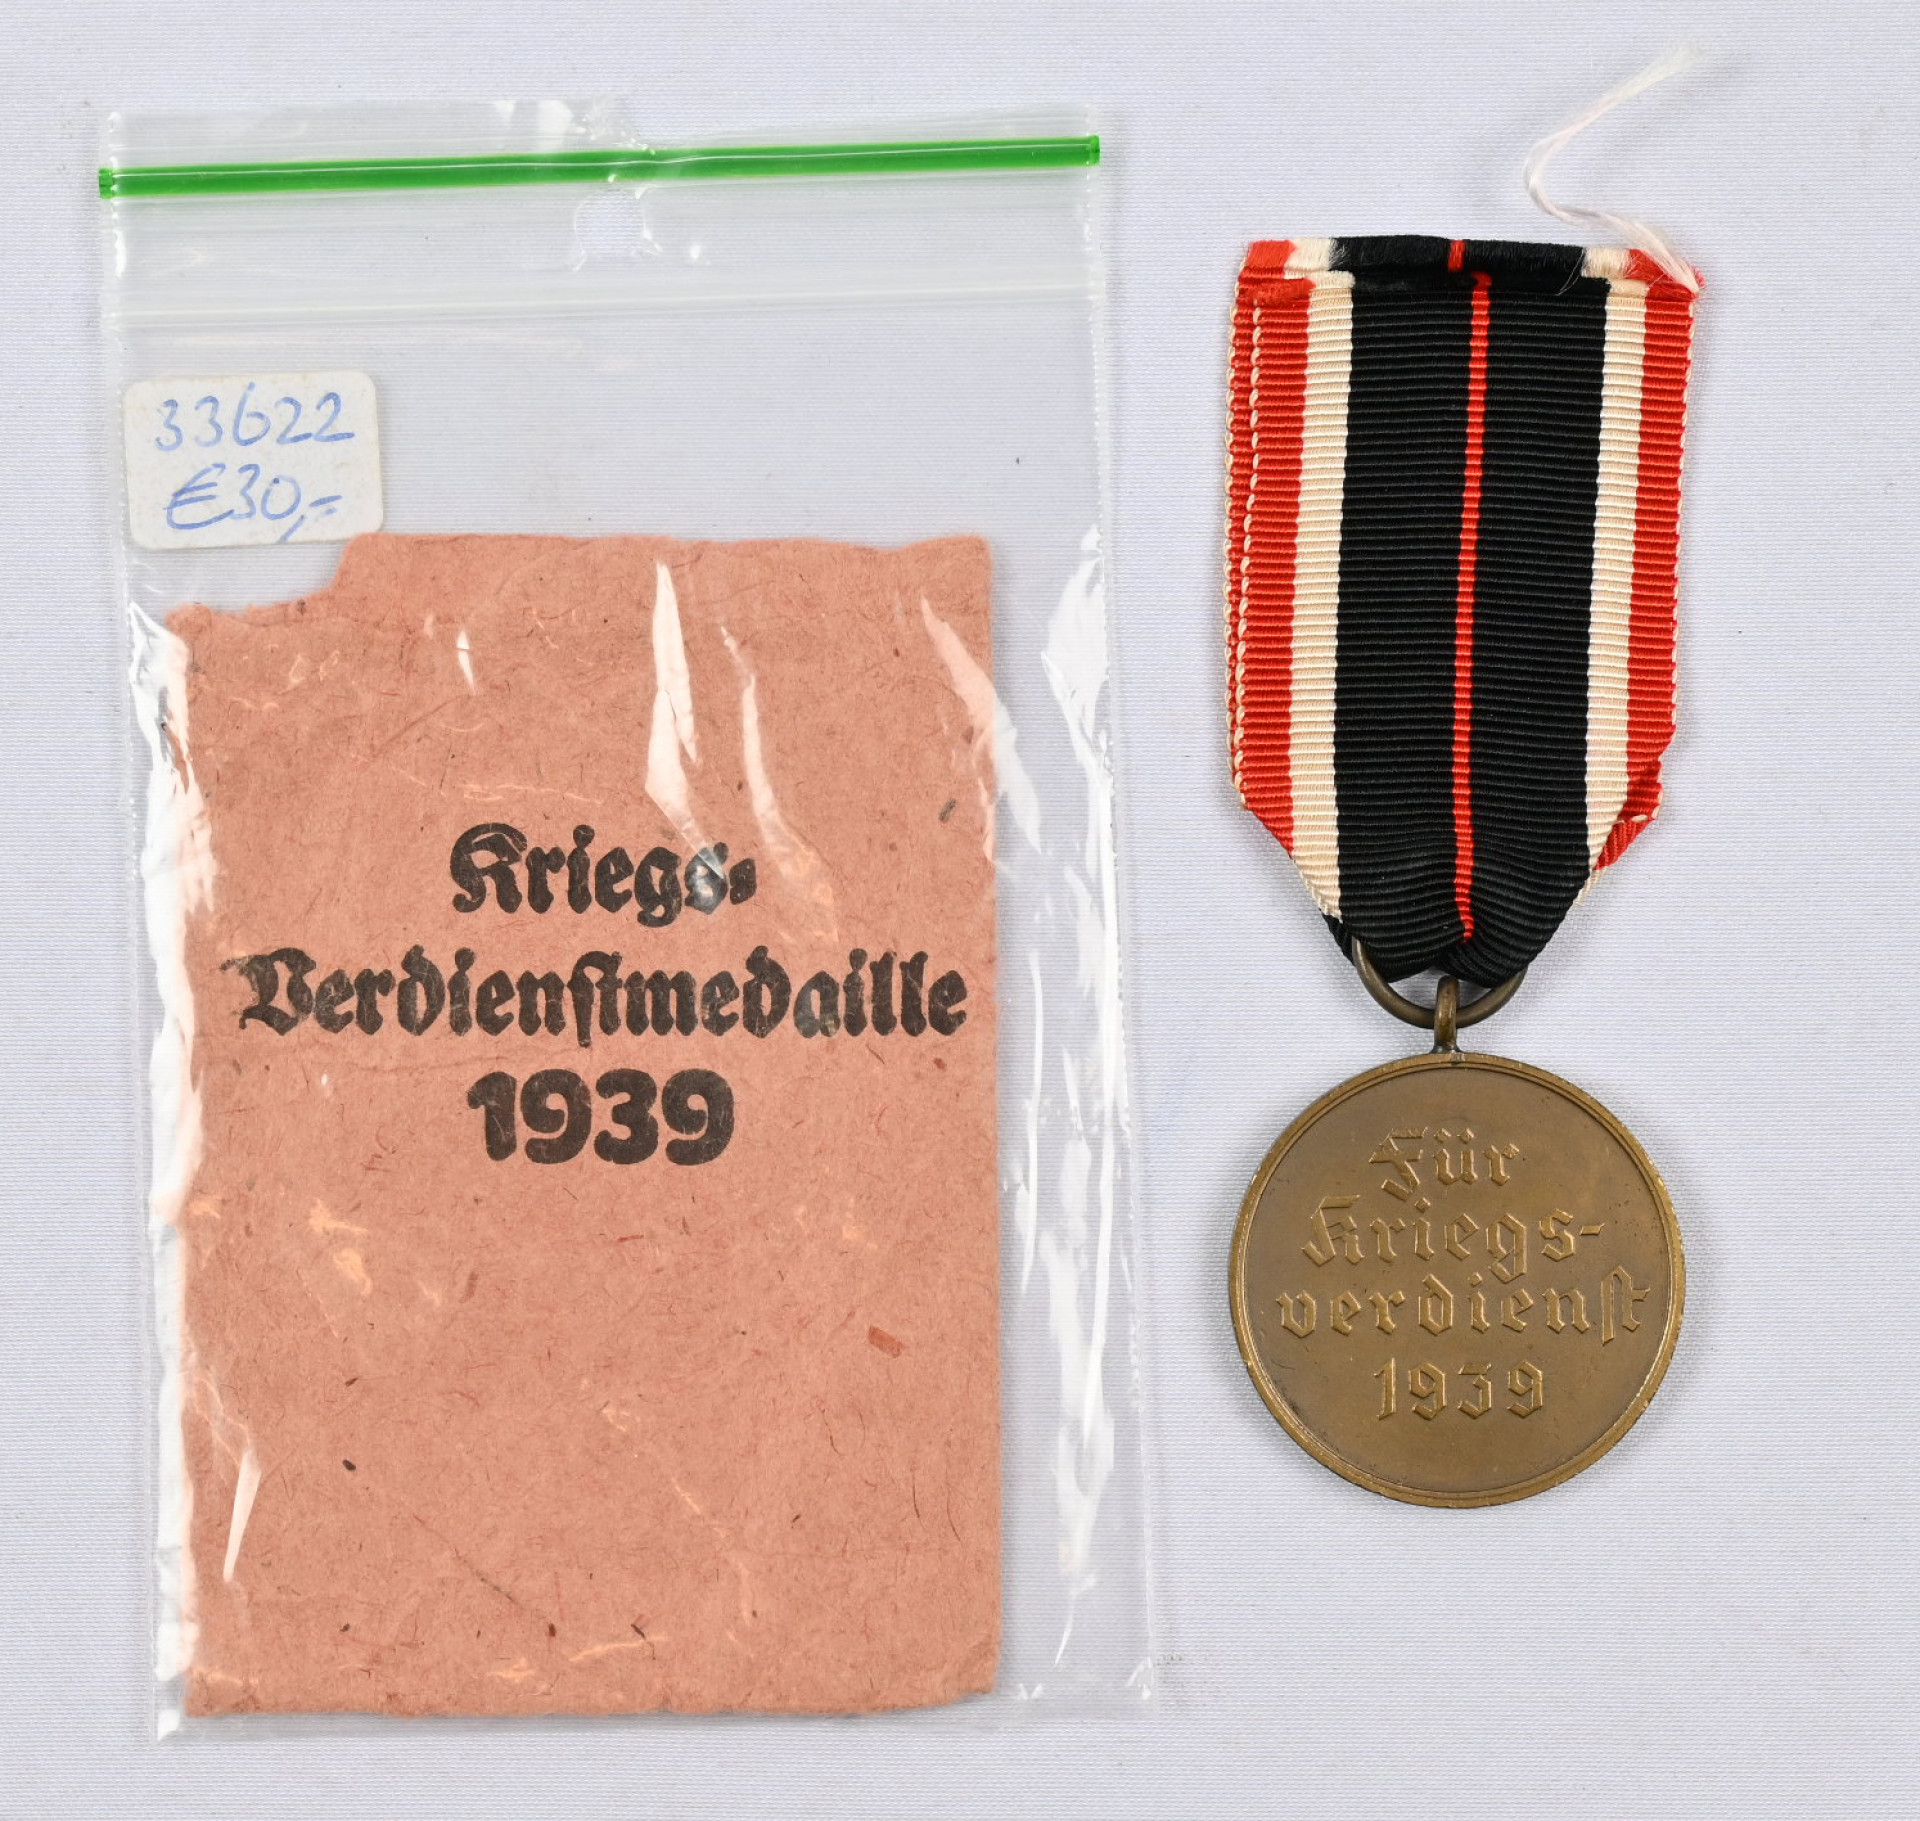 33622
€30,-
Kriegs-
Verdienstmedaille
1939
Für
Kriegs-
verdienst
1939